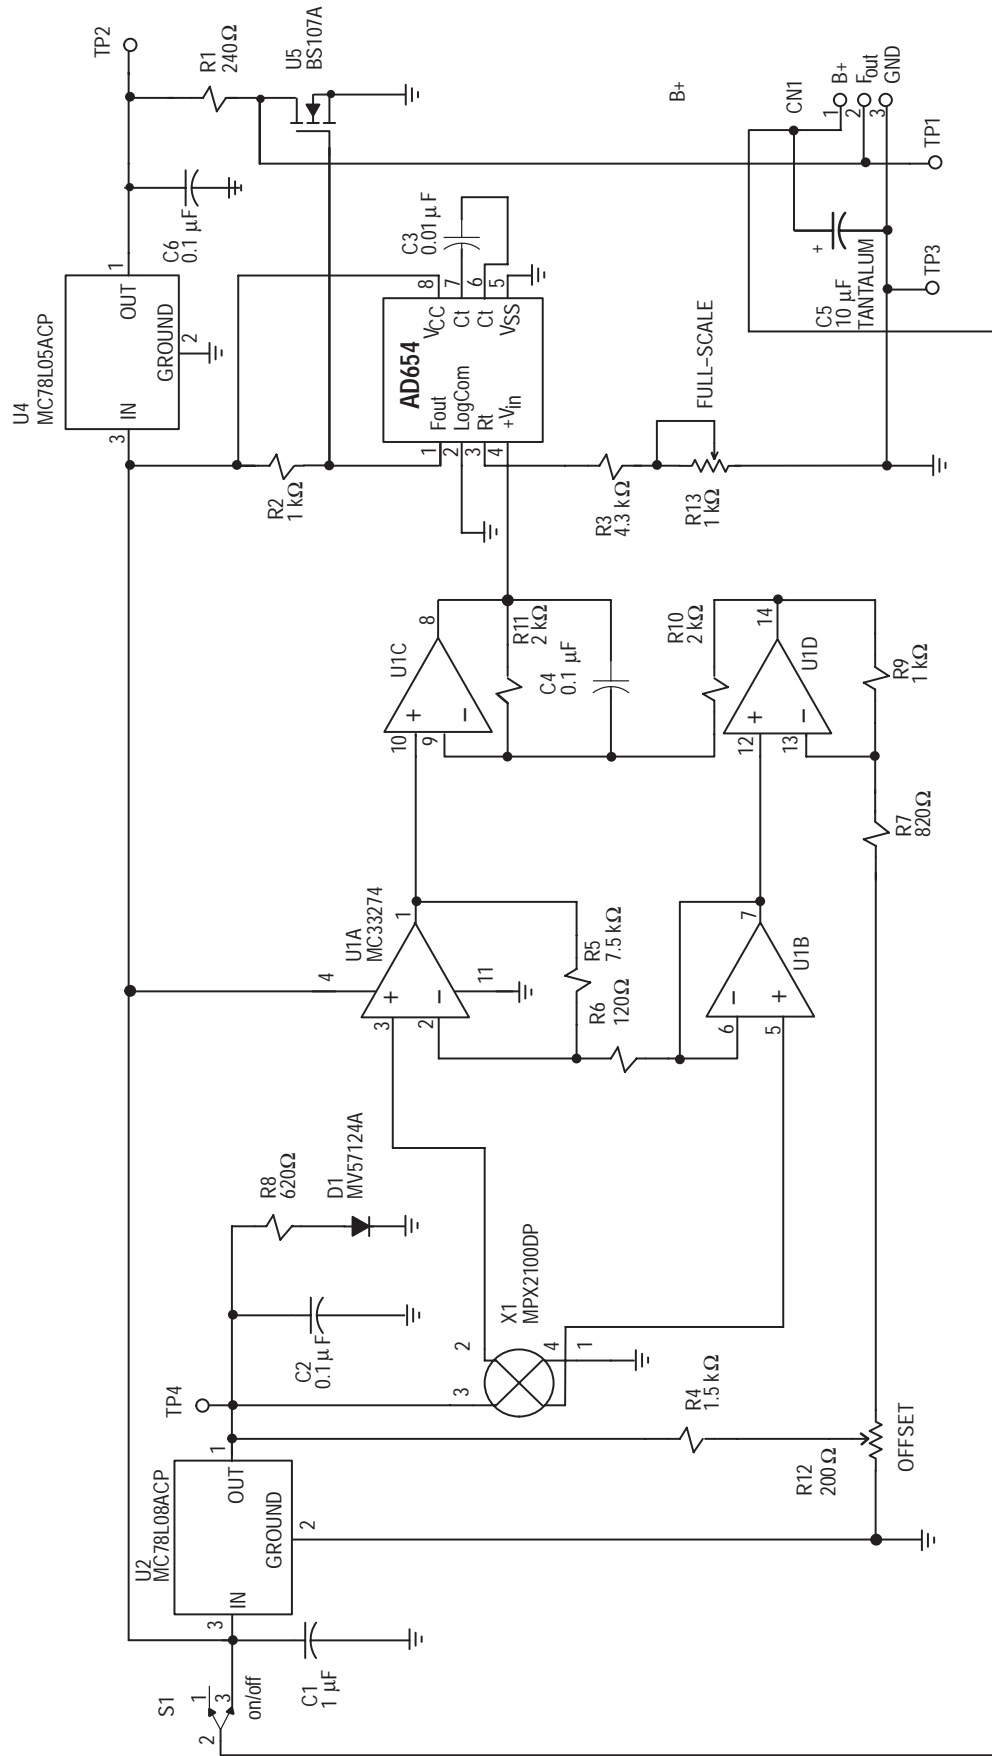 S1
1
2
3
on/off
C1
1 µF
U2
MC78L08ACP
IN
OUT
GROUND
3
1
2
TP4
C2
0.1 µF
R8
620Ω
D1
MV57124A
X1
MPX2100DP
3
2
4
1
R4
1.5 kΩ
R12
200 Ω
OFFSET
U1A
MC33274
4
3
2
1
11
+
–
R5
7.5 kΩ
R6
120Ω
U1B
6
5
7
–
+
R7
820Ω
U1C
10
9
8
+
–
R11
2 kΩ
C4
0.1 µF
R10
2 kΩ
U1D
12
13
14
+
–
R9
1 kΩ
U4
MC78L05ACP
IN
OUT
GROUND
3
1
2
R2
1 kΩ
AD654
Fout
LogCom
Rt
+Vin
VCC
Ct
Ct
VSS
1
2
3
4
8
7
6
5
C3
0.01 µF
R3
4.3 kΩ
R13
1 kΩ
FULL–SCALE
C6
0.1 µF
TP2
R1
240Ω
U5
BS107A
B+
CN1
1
2
3
B+
Fout
GND
TP1
TP3
+
C5
10 µF
TANTALUM